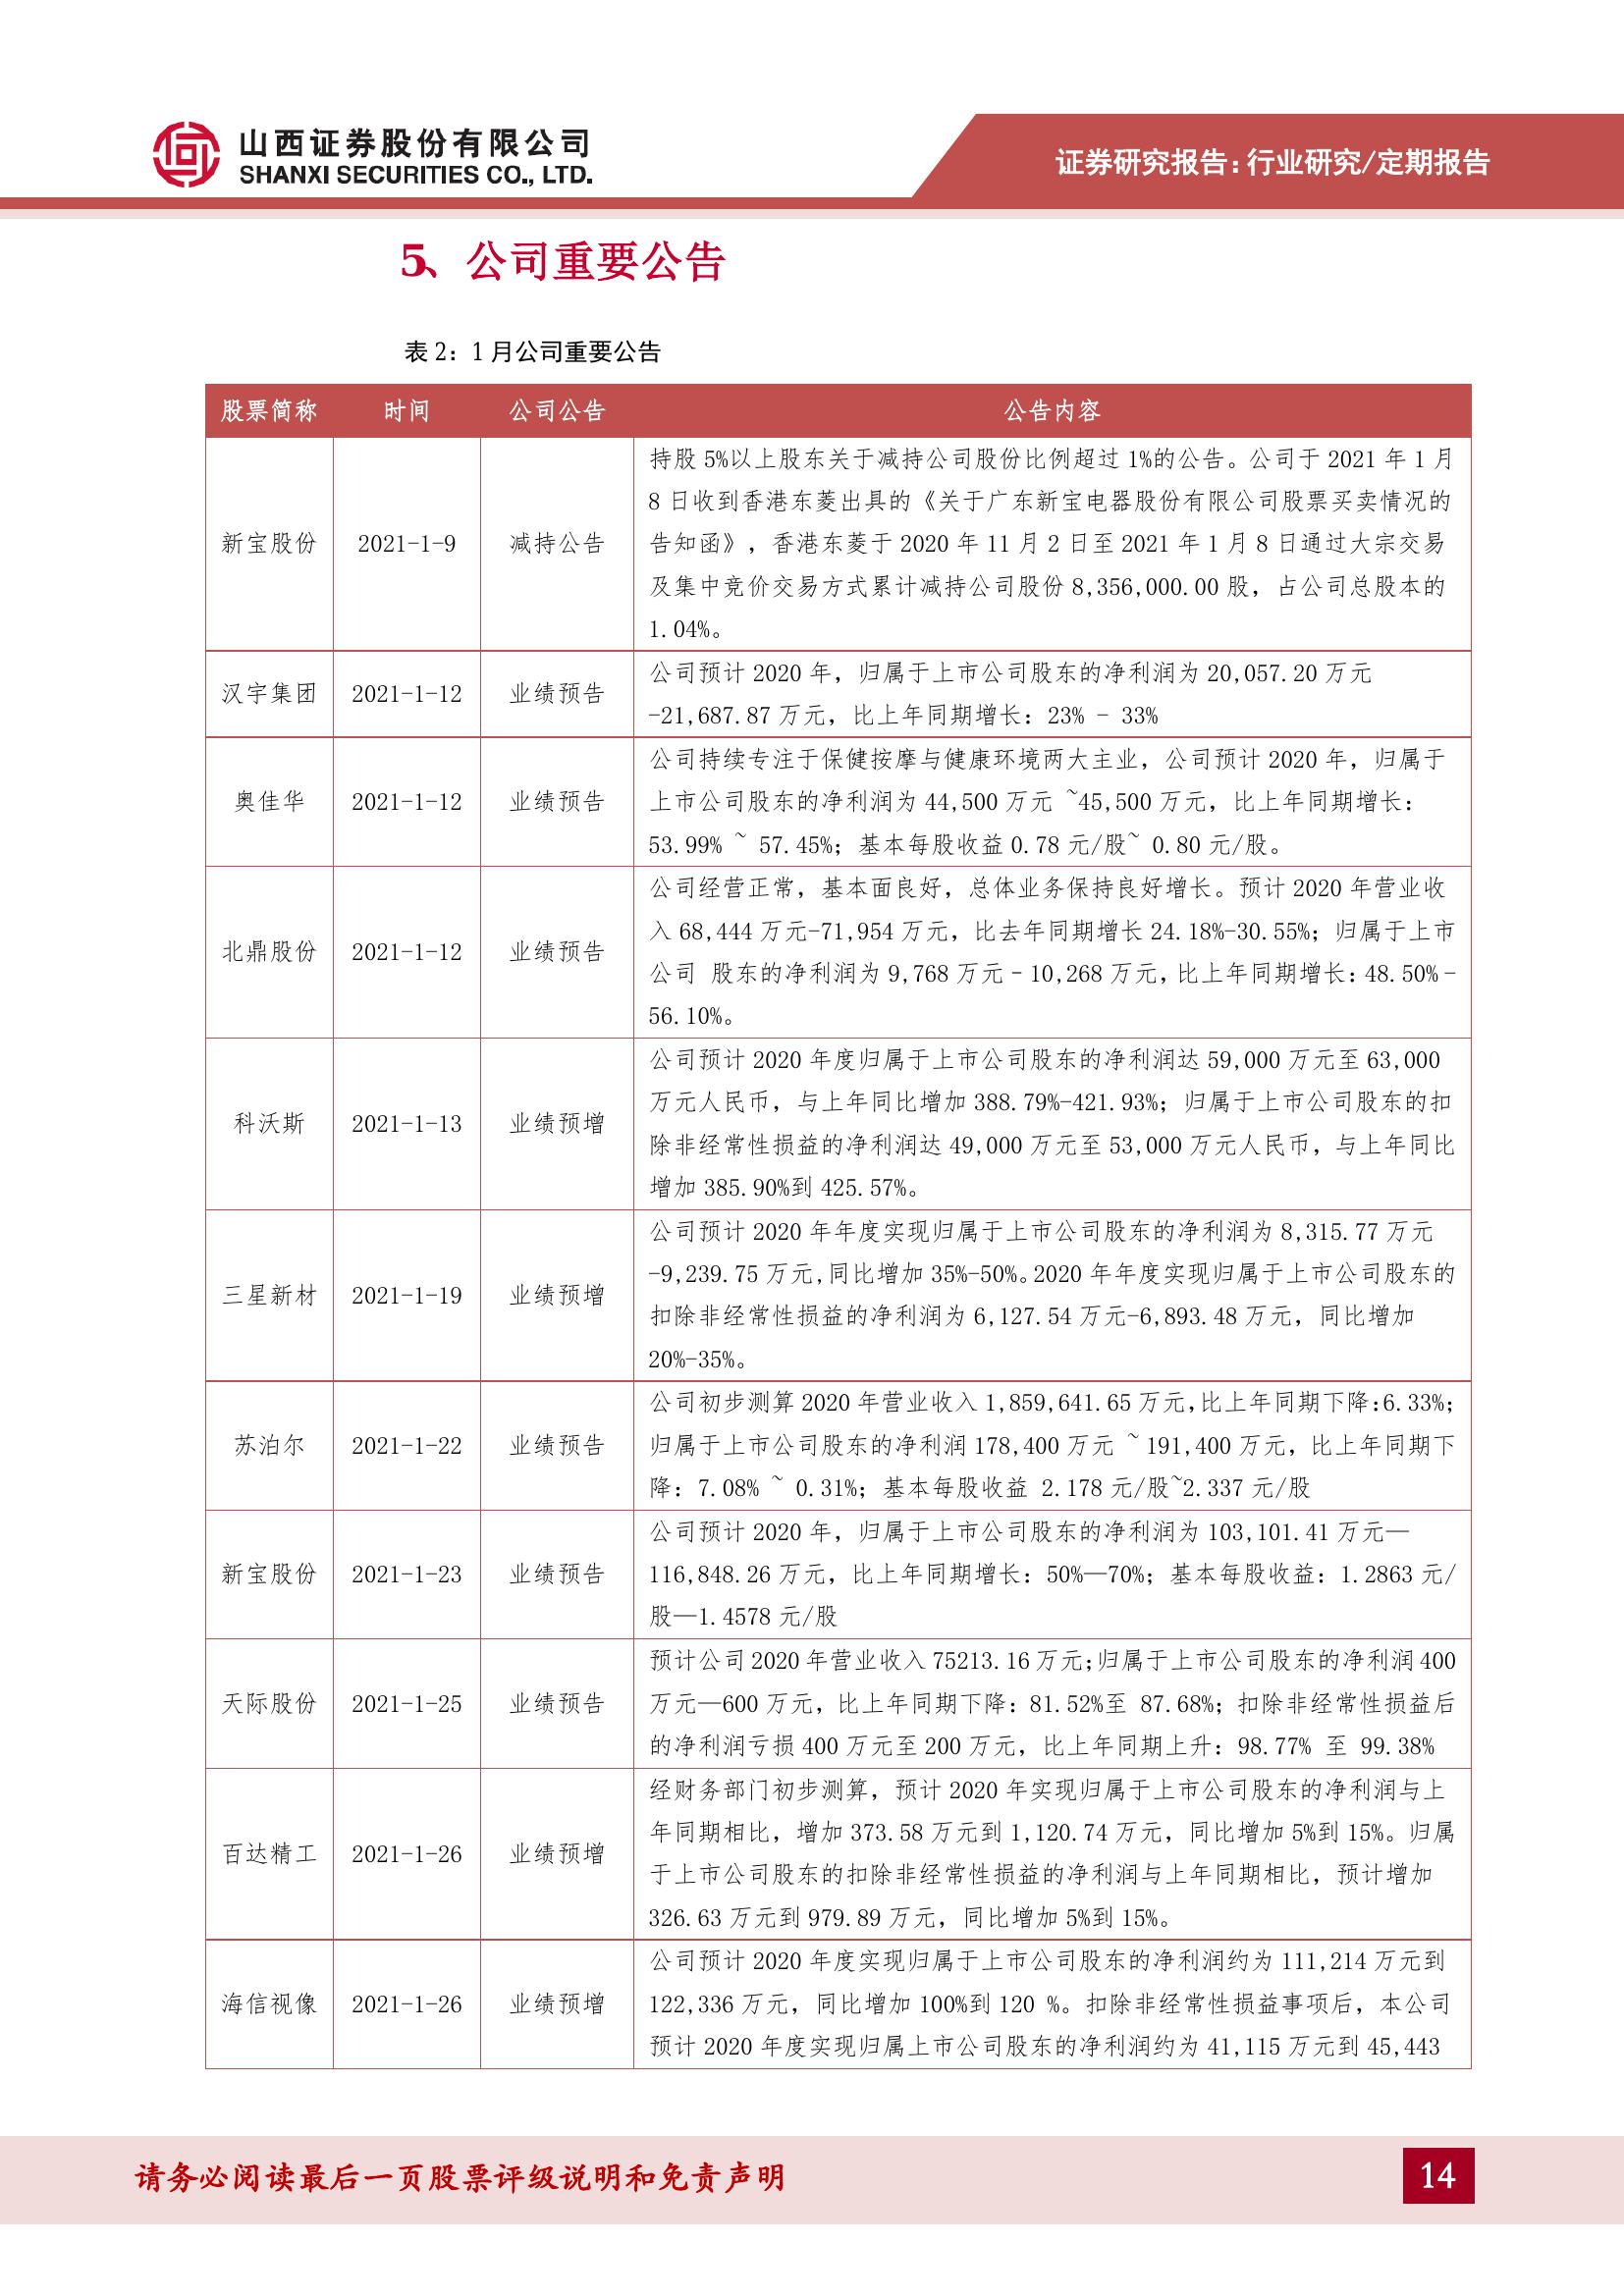 山西证券股份有限公司
SHANXI SECURITIES CO., LTD.
证券研究报告：行业研究/定期报告
5、公司重要公告
表 2：1 月公司重要公告
股票简称 时间 公司公告 公告内容
新宝股份 2021-1-9 减持公告
持股 5%以上股东关于减持公司股份比例超过 1%的公告。公司于 2021 年 1 月
8 日收到香港东菱出具的《关于广东新宝电器股份有限公司股票买卖情况的
告知函》，香港东菱于 2020 年 11 月 2 日至 2021 年 1 月 8 日通过大宗交易
及集中竞价交易方式累计减持公司股份 8,356,000.00 股，占公司总股本的
1.04%。
汉宇集团 2021-1-12 业绩预告
公司预计 2020 年，归属于上市公司股东的净利润为 20,057.20 万元
-21,687.87 万元，比上年同期增长：23% - 33%
奥佳华 2021-1-12 业绩预告
公司持续专注于保健按摩与健康环境两大主业，公司预计 2020 年，归属于
上市公司股东的净利润为 44,500 万元 ~45,500 万元，比上年同期增长：
53.99% ~ 57.45%；基本每股收益 0.78 元/股~ 0.80 元/股。
北鼎股份 2021-1-12 业绩预告
公司经营正常，基本面良好，总体业务保持良好增长。预计 2020 年营业收
入 68,444 万元-71,954 万元，比去年同期增长 24.18%-30.55%；归属于上市
公司 股东的净利润为 9,768 万元 – 10,268 万元，比上年同期增长：48.50% -
56.10%。
科沃斯 2021-1-13 业绩预增
公司预计 2020 年度归属于上市公司股东的净利润达 59,000 万元至 63,000
万元人民币，与上年同比增加 388.79%-421.93%；归属于上市公司股东的扣
除非经常性损益的净利润达 49,000 万元至 53,000 万元人民币，与上年同比
增加 385.90%到 425.57%。
三星新材 2021-1-19 业绩预增
公司预计 2020 年年度实现归属于上市公司股东的净利润为 8,315.77 万元
-9,239.75 万元,同比增加 35%-50%。2020 年年度实现归属于上市公司股东的
扣除非经常性损益的净利润为 6,127.54 万元-6,893.48 万元，同比增加
20%-35%。
苏泊尔 2021-1-22 业绩预告
公司初步测算 2020 年营业收入 1,859,641.65 万元，比上年同期下降：6.33%；
归属于上市公司股东的净利润 178,400 万元 ~ 191,400 万元，比上年同期下
降：7.08% ~ 0.31%；基本每股收益 2.178 元/股~2.337 元/股
新宝股份 2021-1-23 业绩预告
公司预计 2020 年，归属于上市公司股东的净利润为 103,101.41 万元—
116,848.26 万元，比上年同期增长：50%—70%；基本每股收益：1.2863 元/
股—1.4578 元/股
天际股份 2021-1-25 业绩预告
预计公司 2020 年营业收入 75213.16 万元；归属于上市公司股东的净利润 400
万元—600 万元，比上年同期下降：81.52%至 87.68%；扣除非经常性损益后
的净利润亏损 400 万元至 200 万元，比上年同期上升：98.77% 至 99.38%
百达精工 2021-1-26 业绩预增
经财务部门初步测算，预计 2020 年实现归属于上市公司股东的净利润与上
年同期相比，增加 373.58 万元到 1,120.74 万元，同比增加 5%到 15%。归属
于上市公司股东的扣除非经常性损益的净利润与上年同期相比，预计增加
326.63 万元到 979.89 万元，同比增加 5%到 15%。
海信视像 2021-1-26 业绩预增
公司预计 2020 年度实现归属于上市公司股东的净利润约为 111,214 万元到
122,336 万元，同比增加 100%到 120 %。扣除非经常性损益事项后，本公司
预计 2020 年度实现归属上市公司股东的净利润约为 41,115 万元到 45,443
请务必阅读最后一页股票评级说明和免责声明
14